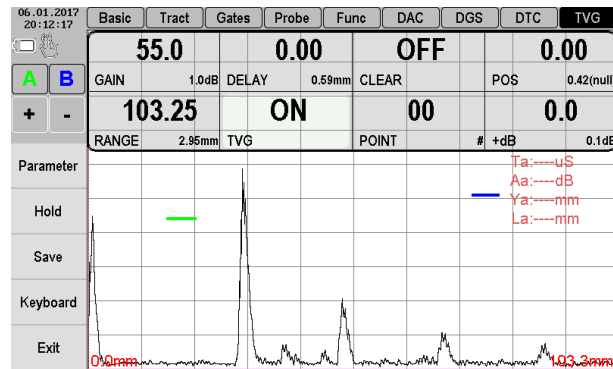 06.01.2017
20:12:17
Basic Tract Gates Probe Func DAC DGS DTC TVG
55.0 0.00 OFF 0.00
GAIN 1.0dB DELAY 0.59mm CLEAR POS 0.42(null
A B
+ -
103.25 ON 00 0.0
RANGE 2.95mm TVG POINT # +dB 0.1dB
Parameter
Hold
Save
Keyboard
Exit
Ta:----uS
Aa:----dB
Ya:----mm
La:----mm
0.0mm 103.3mm